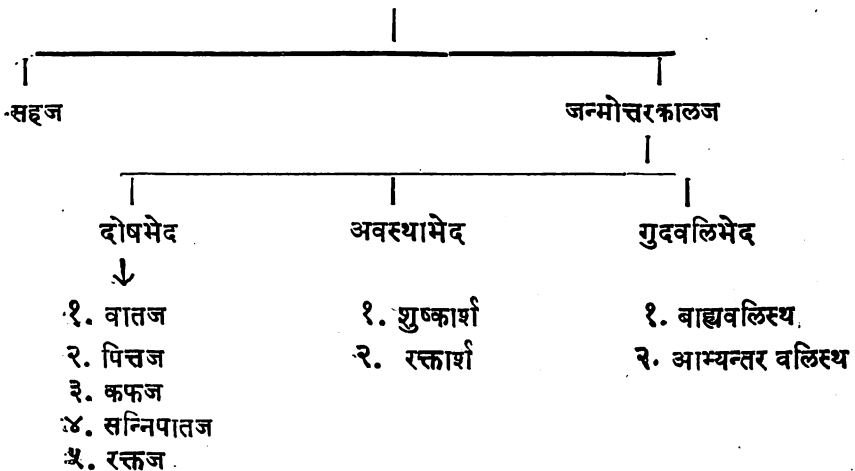 सहज जन्मोत्तरकालज
दोषभेद अवस्थाभेद गुदवलिभेद
१. वातज १. शुष्कार्श १. बाह्यवलिस्थ
२. पित्तज २. रक्तार्श २. आभ्यन्तर वलिस्थ
३. कफज
४. सन्निपातज
५. रक्तज